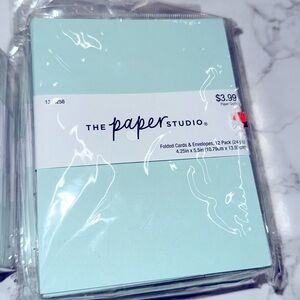 $3.99
THE paper STUDIO®
Folded Cards & Envelopes, 12 Pack
4.25in x 5.5in